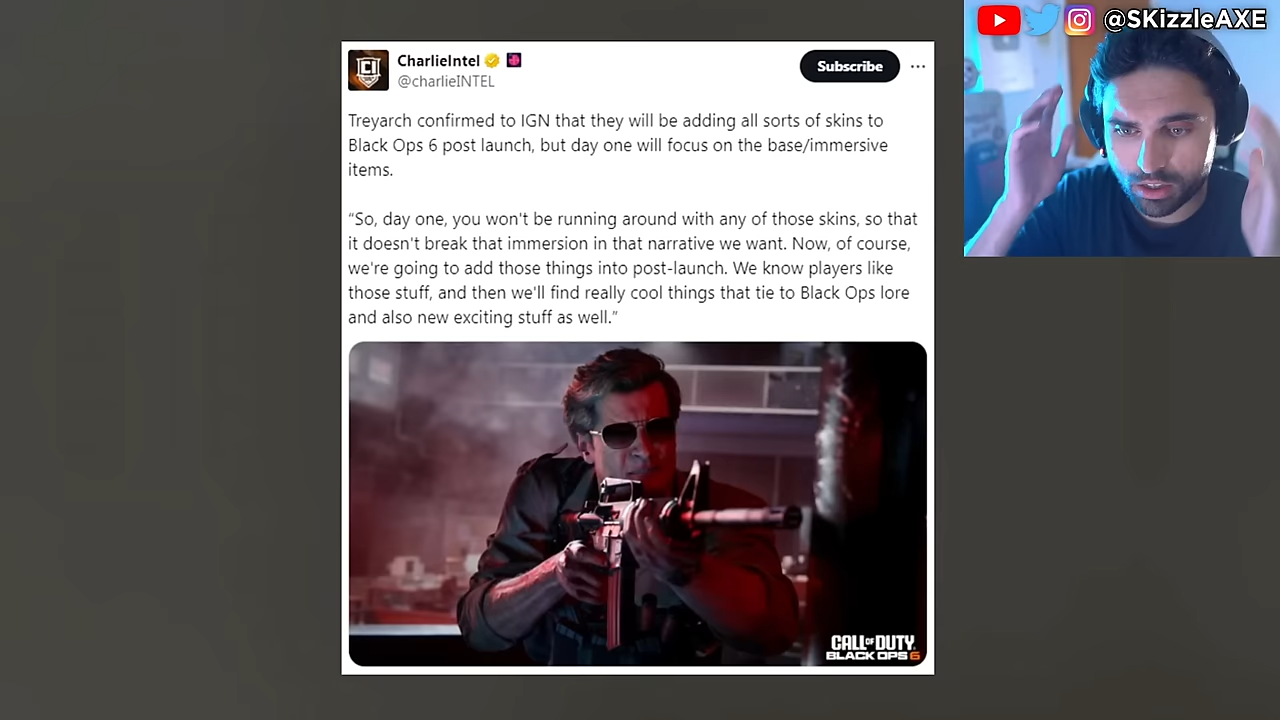 @SKizzleAXE
CharlieIntel
@charlieINTEL
Subscribe
Treyarch confirmed to IGN that they will be adding all sorts of skins to
Black Ops 6 post launch, but day one will focus on the base/immersive
items.
“So, day one, you won't be running around with any of those skins, so that
it doesn't break that immersion in that narrative we want. Now, of course,
we're going to add those things into post-launch. We know players like
those stuff, and then we'll find really cool things that tie to Black Ops lore
and also new exciting stuff as well.”
CALL OF DUTY
BLACK OPS 6